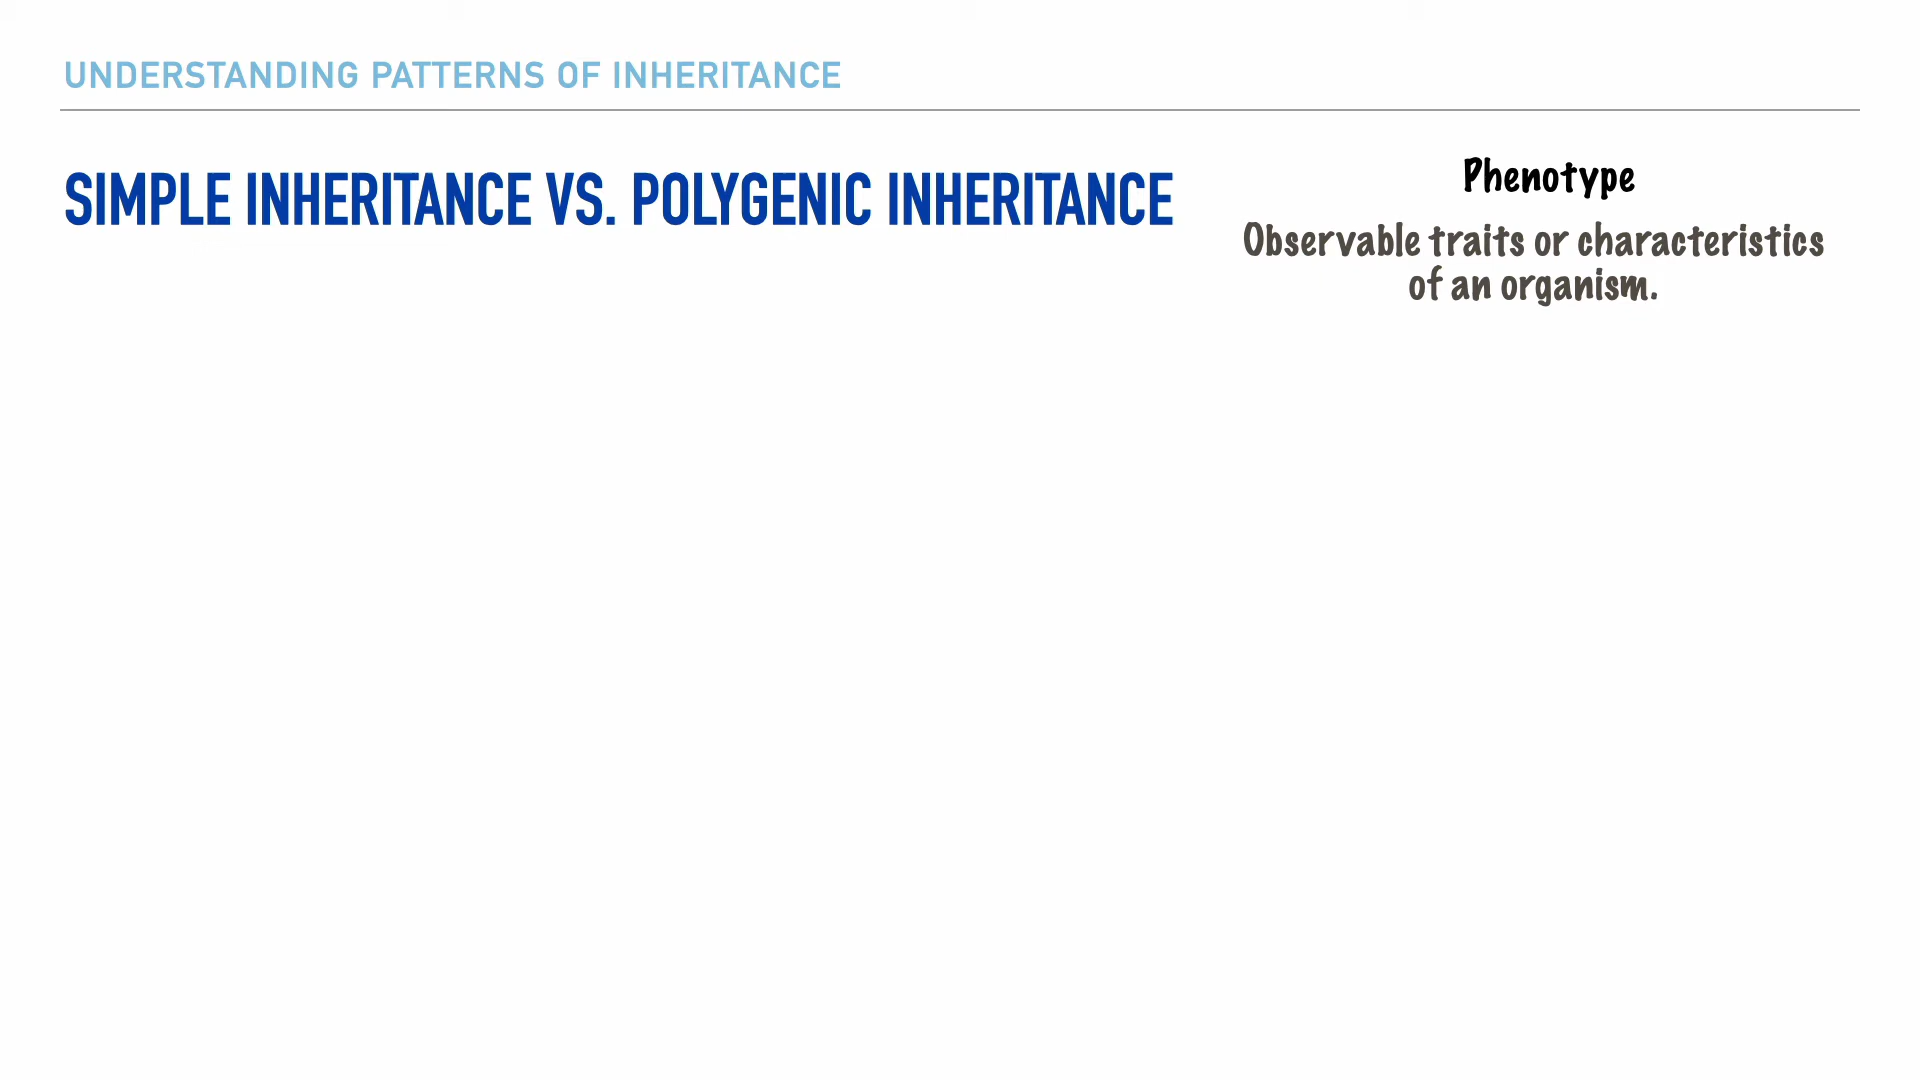 UNDERSTANDING PATTERNS OF INHERITANCE
SIMPLE INHERITANCE VS. POLYGENIC INHERITANCE
Phenotype
Observable traits or characteristics
of an organism.